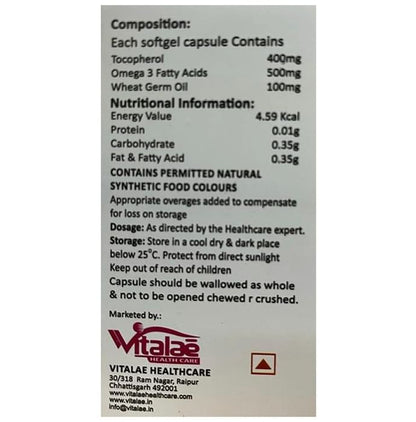 Composition:
Each softgel capsule Contains
Tocopherol 400mg
Omega 3 Fatty Acids 500mg
Wheat Germ Oil 100mg
Nutritional Information:
Energy Value 4.59 Kcal
Protein 0.01g
Carbohydrate 0.35g
Fat & Fatty Acid 0.35g
CONTAINS PERMITTED NATURAL
SYNTHETIC FOOD COLOURS
Appropriate overages added to compensate
for loss on storage
Dosage: As directed by the Healthcare expert.
Storage: Store in a cool dry & dark place
below 25°C. Protect from direct sunlight
Keep out of reach of children
Capsule should be wallowed as whole
& not to be opened chewed r crushed.
Marketed by.:
Vitalaē
HEALTH CARE
VITALAE HEALTHCARE
30/318 Ram Nagar, Raipur
Chhattisgarh 492001
www.vitalaehealthcare.com
www.vitalae.in
info@vitalae.in